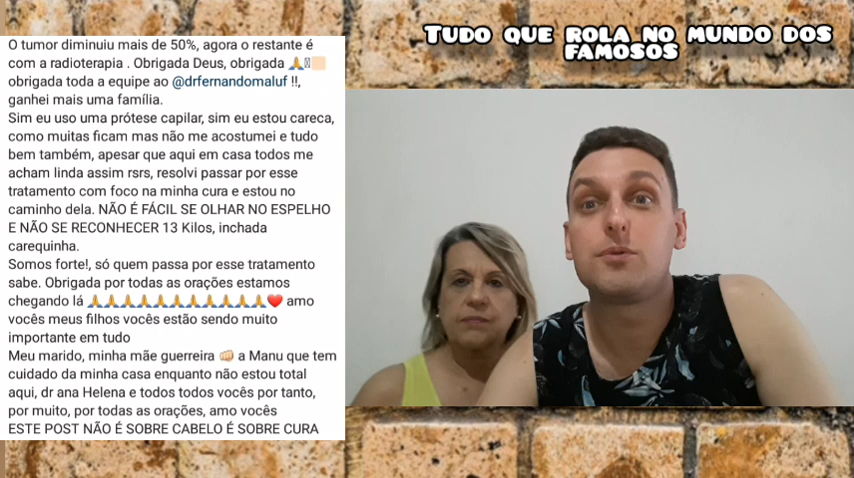 TUDO QUE ROLA NO MUNDO DOS
FAMOSOS
O tumor diminuiu mais de 50%, agora o restante é
com a radioterapia . Obrigada Deus, obrigada 🙏
obrigada toda a equipe ao @drfernandomaluf !!,
ganhei mais uma família.
Sim eu uso uma prótese capilar, sim eu estou careca,
como muitas ficam mas não me acostumei e tudo
bem também, apesar que aqui em casa todos me
acham linda assim rsrs, resolvi passar por esse
tratamento com foco na minha cura e estou no
caminho dela. NÃO É FÁCIL SE OLHAR NO ESPELHO
E NÃO SE RECONHECER 13 Kilos, inchada
carequinha.
Somos forte!, só quem passa por esse tratamento
sabe. Obrigada por todas as orações estamos
chegando lá 🙏🙏🙏🙏🙏🙏🙏🙏🙏🙏🙏❤️ amo
vocês meus filhos vocês estão sendo muito
importante em tudo
Meu marido, minha mãe guerreira 👊🏻 a Manu que tem
cuidado da minha casa enquanto não estou total
aqui, dr ana Helena e todos todos vocês por tanto,
por muito, por todas as orações, amo vocês
ESTE POST NÃO É SOBRE CABELO É SOBRE CURA